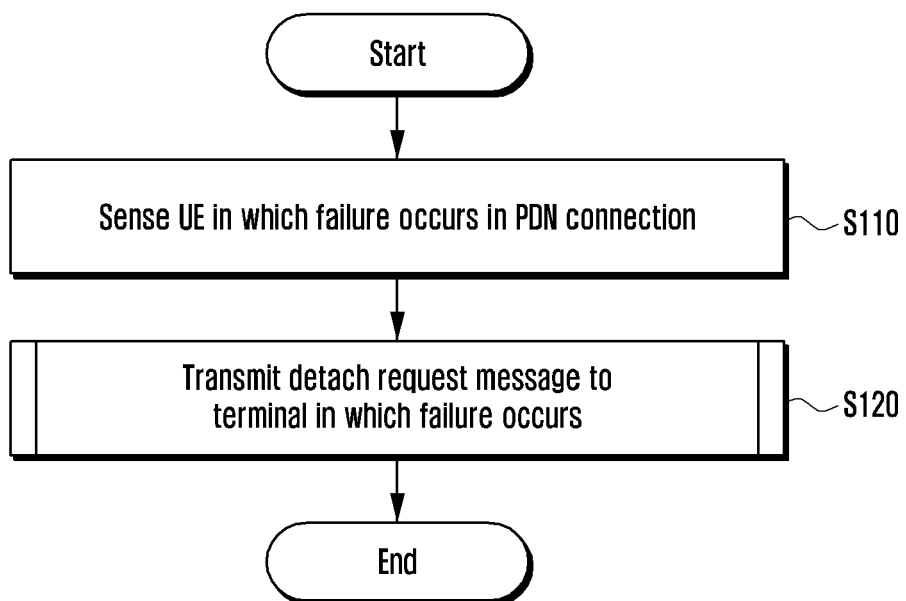 Start
Sense UE in which failure occurs in PDN connection
S110
Transmit detach request message to
terminal in which failure occurs
S120
End